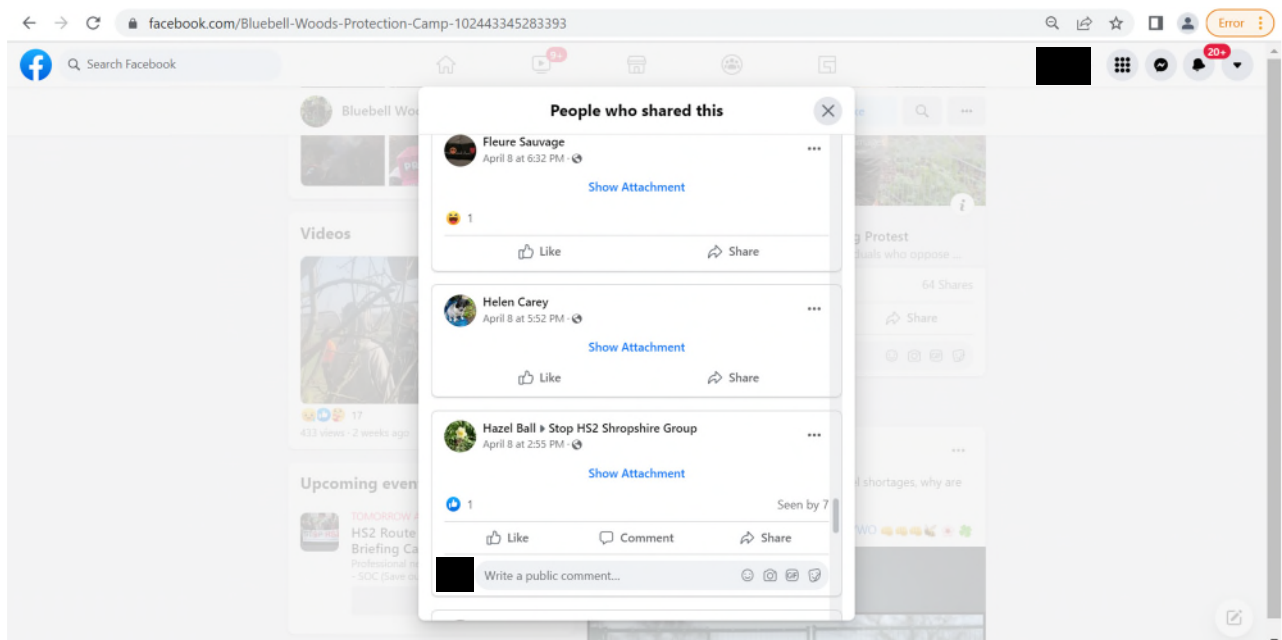 facebook.com/Bluebell-Woods-Protection-Camp-102443345283393
Error
Search Facebook
9+
20+
Bluebell Woo
People who shared this
Fleure Sauvage
April 8 at 6:32 PM ·
Show Attachment
1
Like
Share
Helen Carey
April 8 at 5:52 PM ·
Show Attachment
Like
Share
Hazel Ball ▸ Stop HS2 Shropshire Group
April 8 at 2:55 PM ·
Show Attachment
1
Seen by 7
Like
Comment
Share
Write a public comment...
GIF
Videos
17
433 views · 2 weeks ago
Upcoming even
TOMORROW A
HS2 Route
Briefing Ca
- SOC (Save ou
g Protest
duals who oppose ...
64 Shares
Share
el shortages, why are
WO